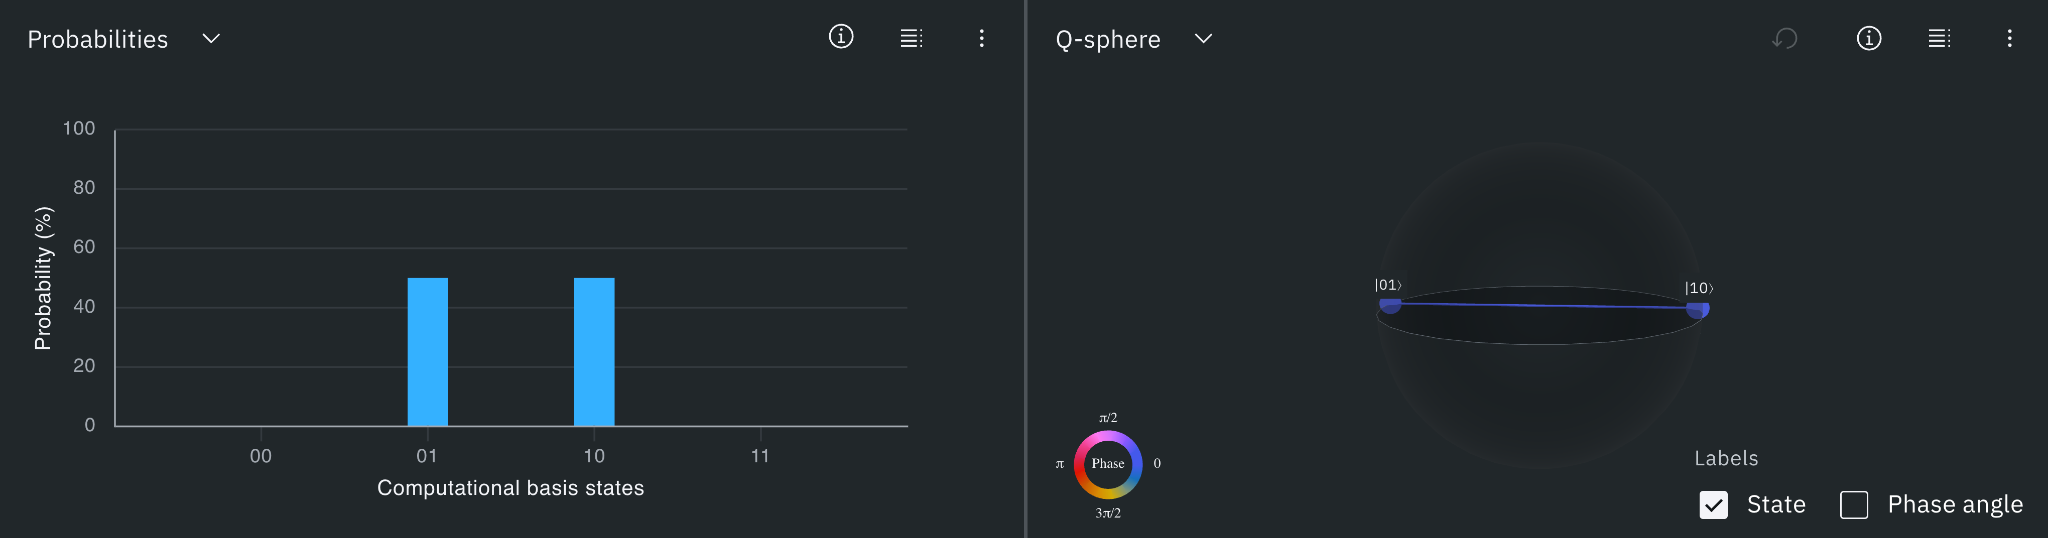 Probabilities
100
80
60
40
20
0
Probability (%)
00 01 10 11
Computational basis states
Q-sphere
|01⟩
|10⟩
π/2
π Phase 0
3π/2
Labels
State Phase angle